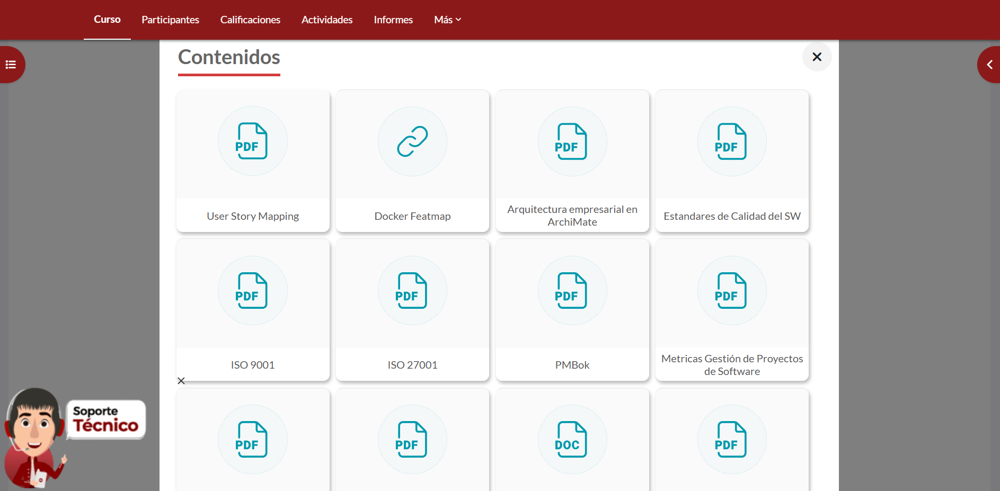 Curso
Participantes
Calificaciones
Actividades
Informes
Más
Contenidos
PDF
PDF
PDF
User Story Mapping
Docker Featmap
Arquitectura empresarial en
ArchiMate
Estandares de Calidad del SW
PDF
PDF
PDF
PDF
ISO 9001
ISO 27001
PMBok
Metricas Gestión de Proyectos
de Software
PDF
PDF
DOC
PDF
Soporte
Técnico